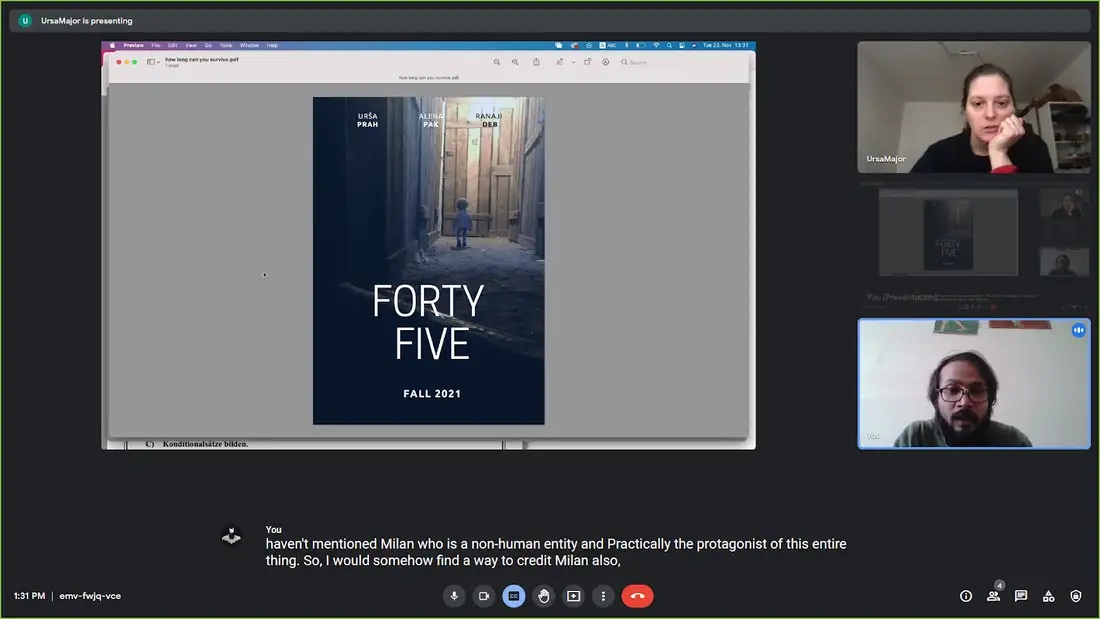 U UrsaMajor is presenting
Preview File Edit View Go Tools Window Help
ABC Tue 23. Nov 13:31
how long can you survive.pdf
1 page
Search
how long can you survive.pdf
URŠA
PRAH
ALENA
PAK
RANAJI
DEB
FORTY
FIVE
FALL 2021
C) Konditionalsätze bilden.
UrsaMajor
FORTY
FIVE
You (Presentation)
You
You
haven't mentioned Milan who is a non-human entity and Practically the protagonist of this entire
thing. So, I would somehow find a way to credit Milan also,
1:31 PM | emv-fwjq-vce
4